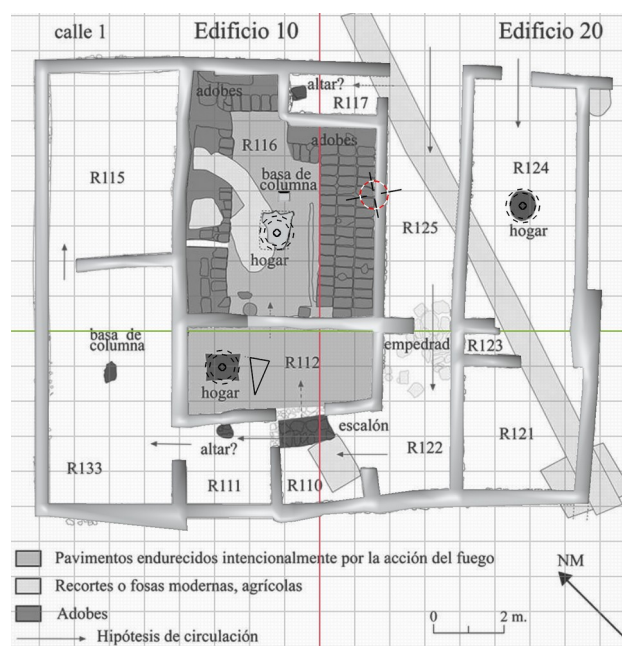 calle 1 Edificio 10 Edificio 20
adobes
altar?
R117
R116
adobes
R124
R115
basa de
columna
R125
hogar
hogar
basa de
columna
empedrad
R123
R112
hogar
escalón
altar?
R122
R121
R133
R111
R110
Pavimentos endurecidos intencionalmente por la acción del fuego
Recortes o fosas modernas, agrícolas
Adobes
Hipótesis de circulación
NM
0 2 m.